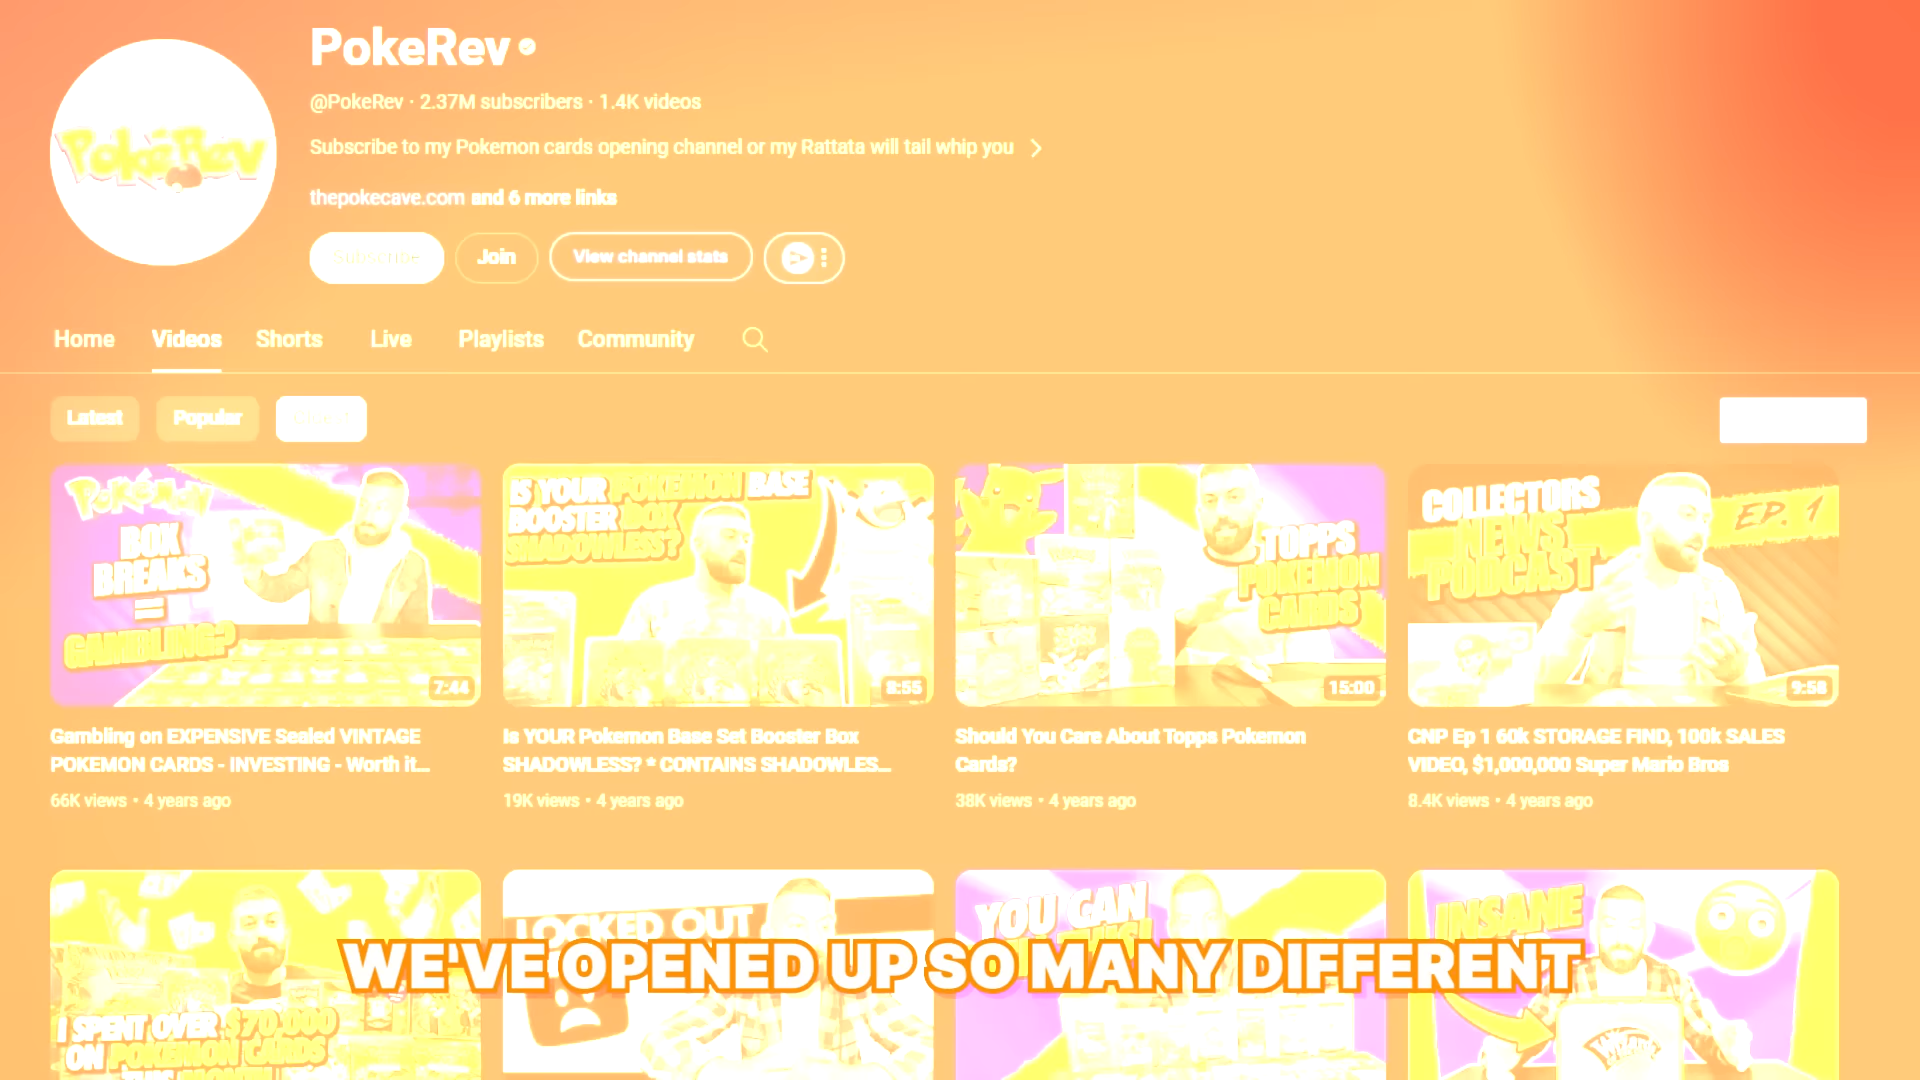 PokeRev
@PokeRev · 2.37M subscribers · 1.4K videos
Subscribe to my Pokemon cards opening channel or my Rattata will tail whip you
thepokecave.com and 6 more links
Subscribe Join View channel stats
PokéRev
Home Videos Shorts Live Playlists Community
Latest Popular
Pokémon
BOX
BREAKS
=
GAMBLING?
7:44
IS YOUR POKEMON BASE
BOOSTER BOX
SHADOWLESS?
8:55
TOPPS
POKEMON
CARDS
15:00
COLLECTORS
NEWS
PODCAST
EP. 1
9:58
Gambling on EXPENSIVE Sealed VINTAGE
POKEMON CARDS - INVESTING - Worth it...
66K views • 4 years ago
Is YOUR Pokemon Base Set Booster Box
SHADOWLESS? * CONTAINS SHADOWLES...
19K views • 4 years ago
Should You Care About Topps Pokemon
Cards?
38K views • 4 years ago
CNP Ep 1 60k STORAGE FIND, 100k SALES
VIDEO, $1,000,000 Super Mario Bros
8.4K views • 4 years ago
I SPENT OVER $70,000
ON POKEMON CARDS
LOCKED OUT
YOU CAN
INSANE
WE'VE OPENED UP SO MANY DIFFERENT